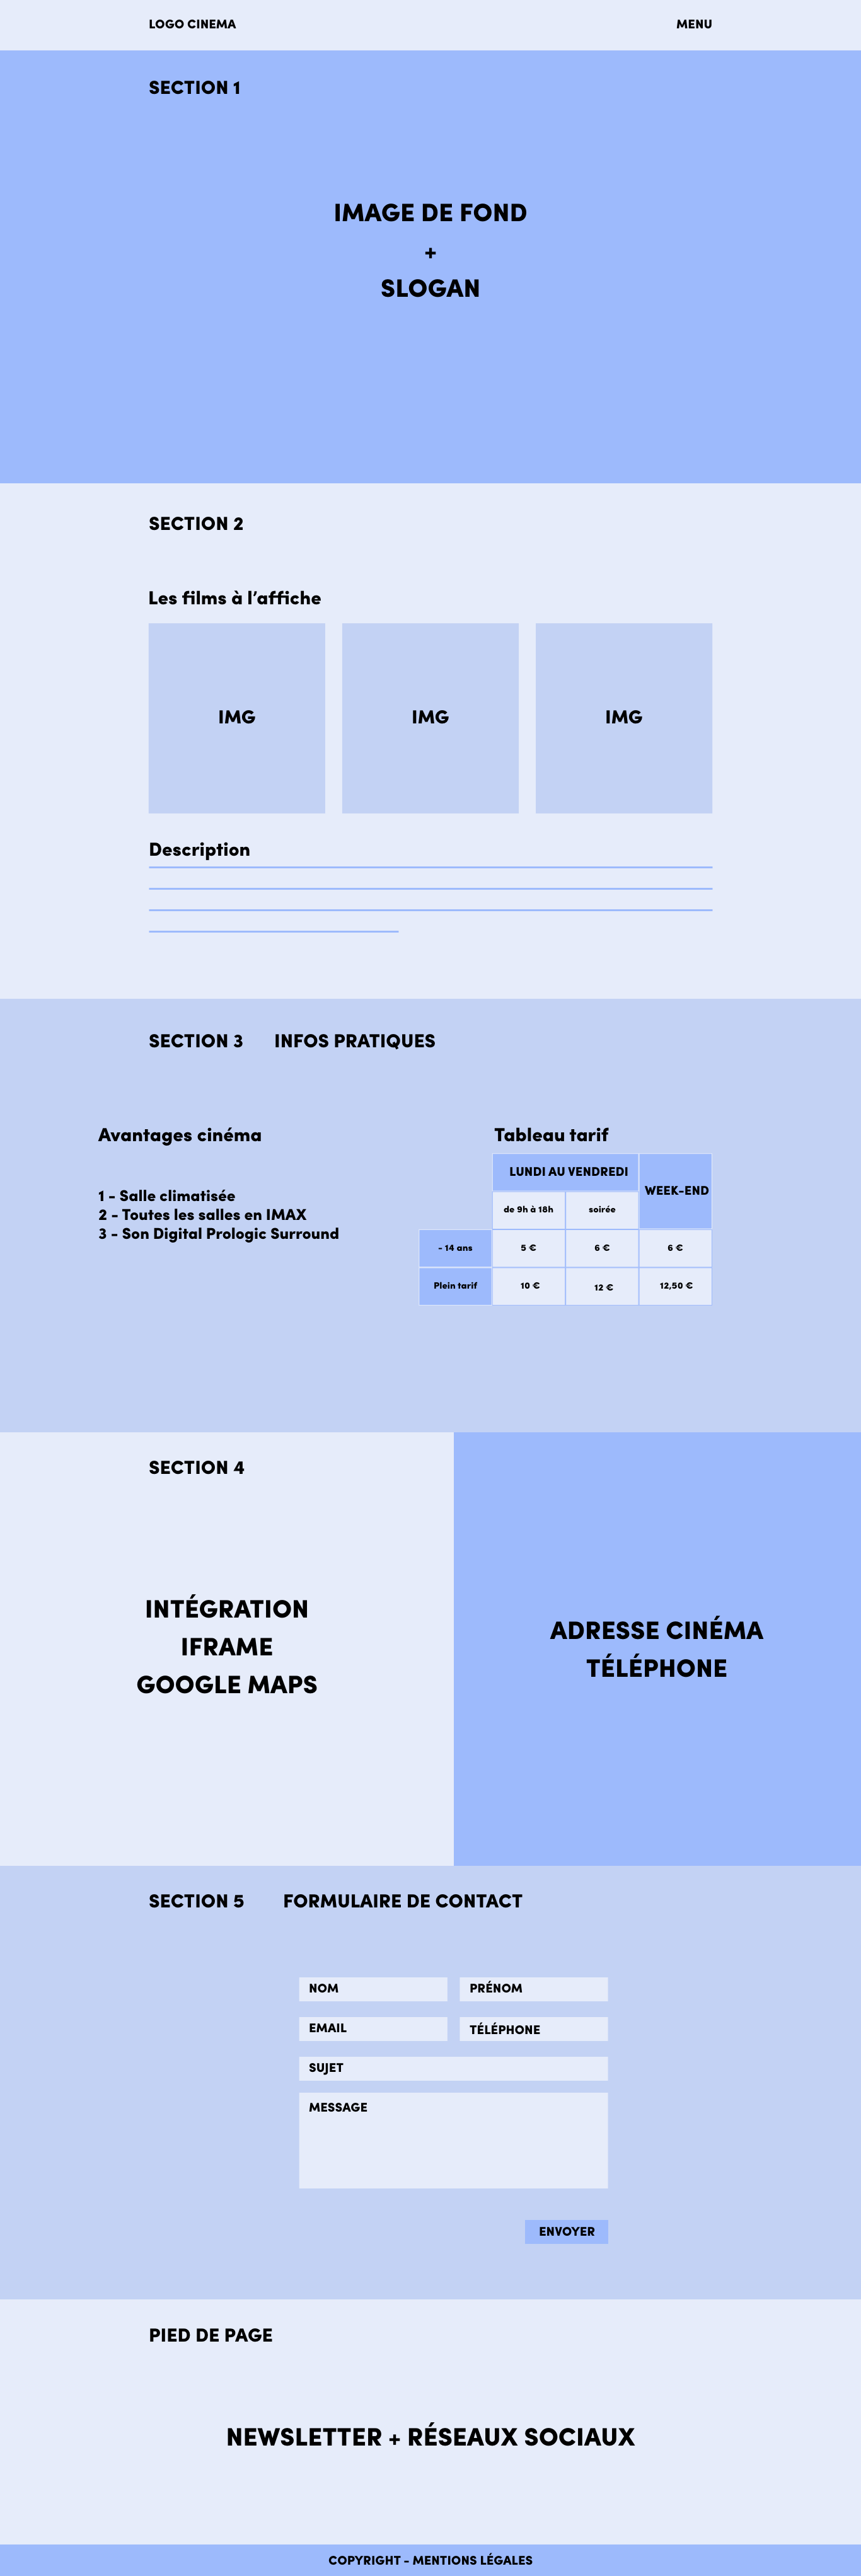 LOGO CINEMA
MENU
SECTION 1
IMAGE DE FOND
+
SLOGAN
SECTION 2
Les films à l’affiche
IMG
IMG
IMG
Description
SECTION 3 INFOS PRATIQUES
Avantages cinéma
1 - Salle climatisée
2 - Toutes les salles en IMAX
3 - Son Digital Prologic Surround
Tableau tarif
LUNDI AU VENDREDI
WEEK-END
de 9h à 18h
soirée
- 14 ans
5 €
6 €
6 €
Plein tarif
10 €
12 €
12,50 €
SECTION 4
INTÉGRATION
IFRAME
GOOGLE MAPS
ADRESSE CINÉMA
TÉLÉPHONE
SECTION 5 FORMULAIRE DE CONTACT
NOM
PRÉNOM
EMAIL
TÉLÉPHONE
SUJET
MESSAGE
ENVOYER
PIED DE PAGE
NEWSLETTER + RÉSEAUX SOCIAUX
COPYRIGHT - MENTIONS LÉGALES